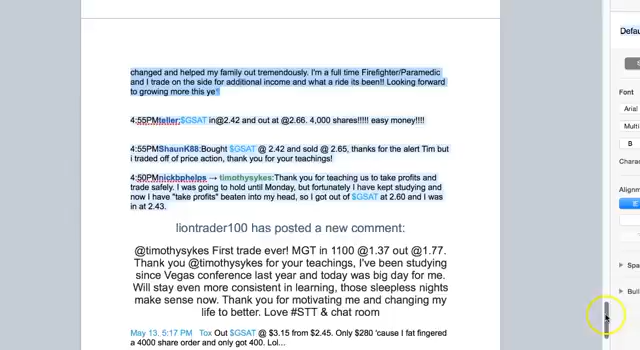 Defau
changed and helped my family out tremendously. I'm a full time Firefighter/Paramedic
and I trade on the side for additional income and what a ride its been!! Looking forward
to growing more this ye
Font
Arial
4:55PMteller:$GSAT in@2.42 and out at @2.66. 4,000 shares!!!!! easy money!!!!
Multi
B
4:55PMShaunK88:Bought $GSAT @ 2.42 and sold @ 2.65, thanks for the alert Tim but
i traded off of price action, thank you for your teachings!
Charac
4:50PMnickbphelps → timothysykes:Thank you for teaching us to take profits and
trade safely. I was going to hold until Monday, but fortunately I have kept studying and
now I have "take profits" beaten into my head, so I got out of $GSAT at 2.60 and I was
in at 2.43.
Alignm
liontrader100 has posted a new comment:
@timothysykes First trade ever! MGT in 1100 @1.37 out @1.77.
Thank you @timothysykes for your teachings, I've been studying
since Vegas conference last year and today was big day for me.
Will stay even more consistent in learning, those sleepless nights
make sense now. Thank you for motivating me and changing my
life to better. Love #STT & chat room
Spac
Bull
May 13, 5:17 PM Tox Out $GSAT @ $3.15 from $2.45. Only $280 'cause I fat fingered
a 4000 share order and only got 400. Lol...